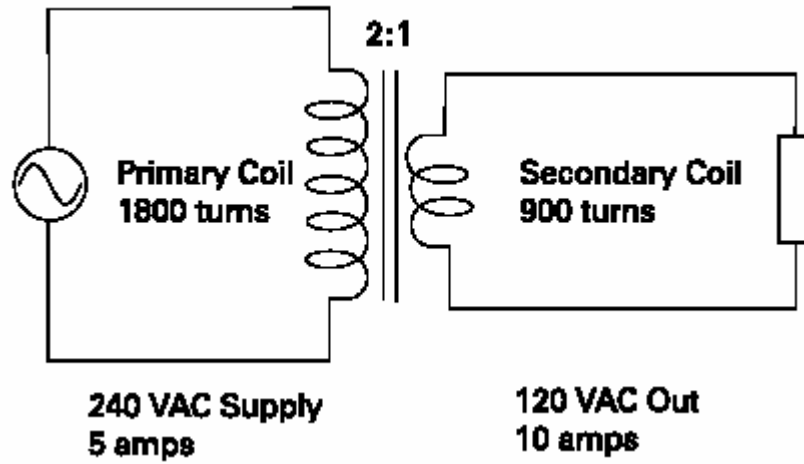 2:1
Primary Coil
1800 turns
Secondary Coil
900 turns
240 VAC Supply
5 amps
120 VAC Out
10 amps